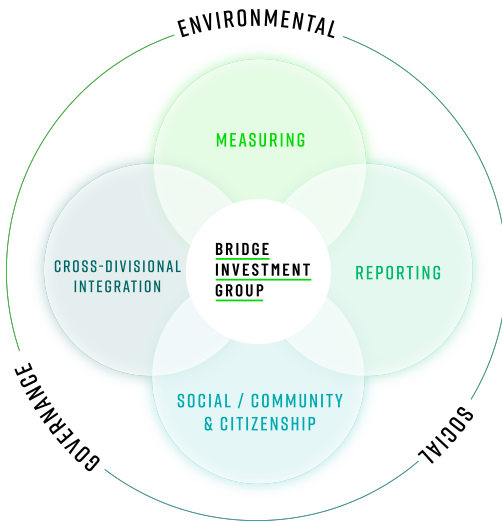 ENVIRONMENTAL
MEASURING
CROSS-DIVISIONAL
INTEGRATION
BRIDGE
INVESTMENT
GROUP
REPORTING
SOCIAL / COMMUNITY
& CITIZENSHIP
GOVERNANCE
SOCIAL